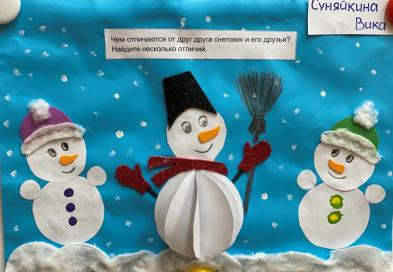 Суняйкина
Вика
Чем отличаются от друг друга снеговик и его друзья?
Найдите несколько отличий.